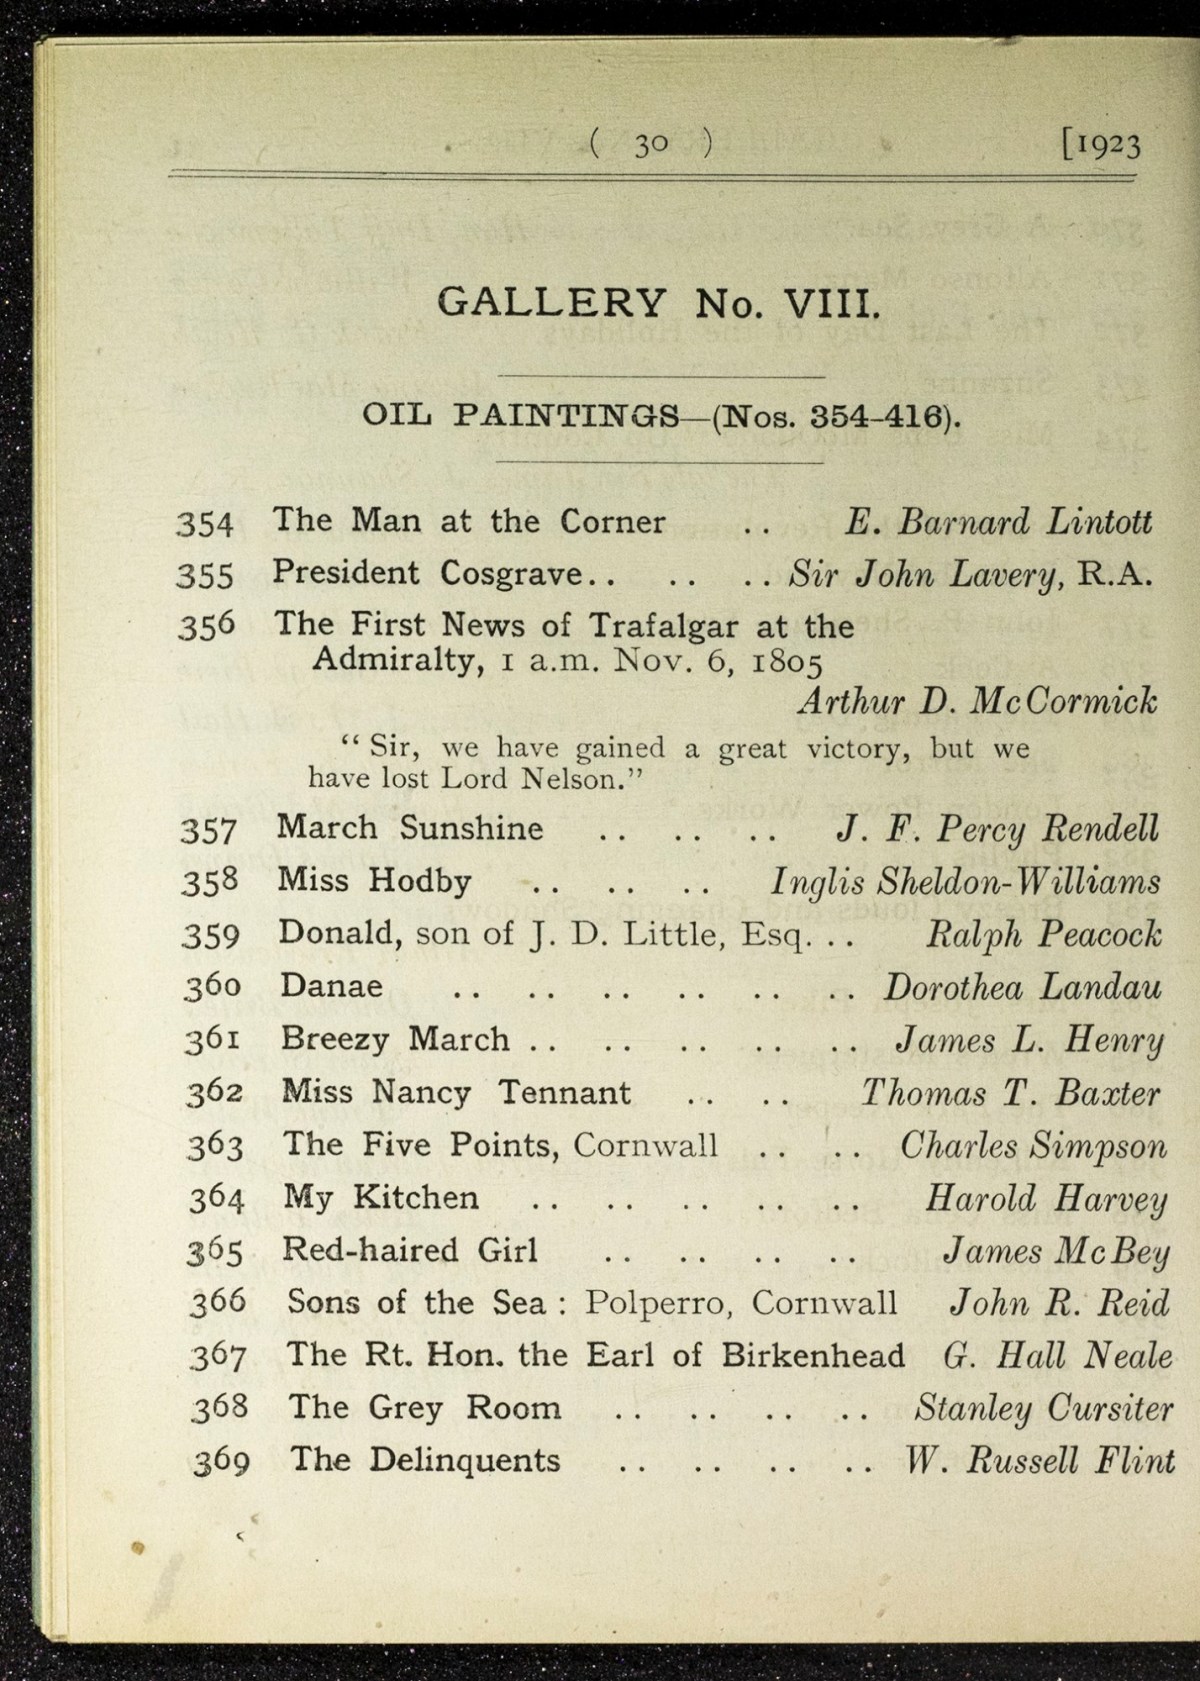 ( 30 ) [1923
GALLERY No. VIII.
OIL PAINTINGS—(Nos. 354-416).
354 The Man at the Corner .. E. Barnard Lintott
355 President Cosgrave.. .. .. Sir John Lavery, R.A.
356 The First News of Trafalgar at the
Admiralty, 1 a.m. Nov. 6, 1805
Arthur D. McCormick
“ Sir, we have gained a great victory, but we
have lost Lord Nelson.”
357 March Sunshine .. .. .. J. F. Percy Rendell
358 Miss Hodby .. .. .. Inglis Sheldon-Williams
359 Donald, son of J. D. Little, Esq. .. Ralph Peacock
360 Danae .. .. .. .. .. .. Dorothea Landau
361 Breezy March .. .. .. .. .. James L. Henry
362 Miss Nancy Tennant .. .. Thomas T. Baxter
363 The Five Points, Cornwall .. .. Charles Simpson
364 My Kitchen .. .. .. .. .. Harold Harvey
365 Red-haired Girl .. .. .. .. James McBey
366 Sons of the Sea : Polperro, Cornwall John R. Reid
367 The Rt. Hon. the Earl of Birkenhead G. Hall Neale
368 The Grey Room .. .. .. .. Stanley Cursiter
369 The Delinquents .. .. .. .. W. Russell Flint